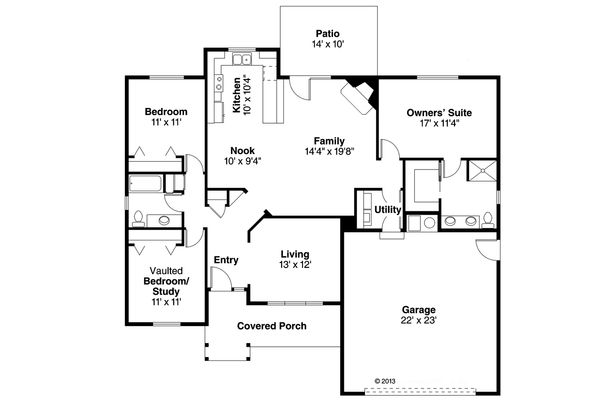 Patio
14' x 10'
Kitchen
10' x 10'4"
Bedroom
11' x 11'
Owners' Suite
17' x 11'4"
Nook
10' x 9'4"
Family
14'4" x 19'8"
Utility
Vaulted
Bedroom/
Study
11' x 11'
Entry
Living
13' x 12'
Garage
22' x 23'
Covered Porch
© 2013